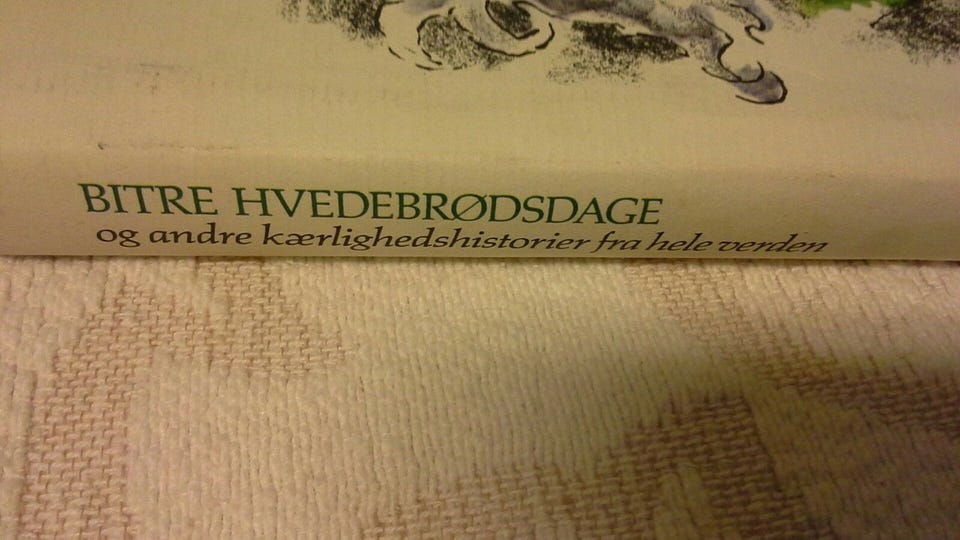 BITRE HVEDEBRØDSDAGE
og andre kærlighedshistorier fra hele verden